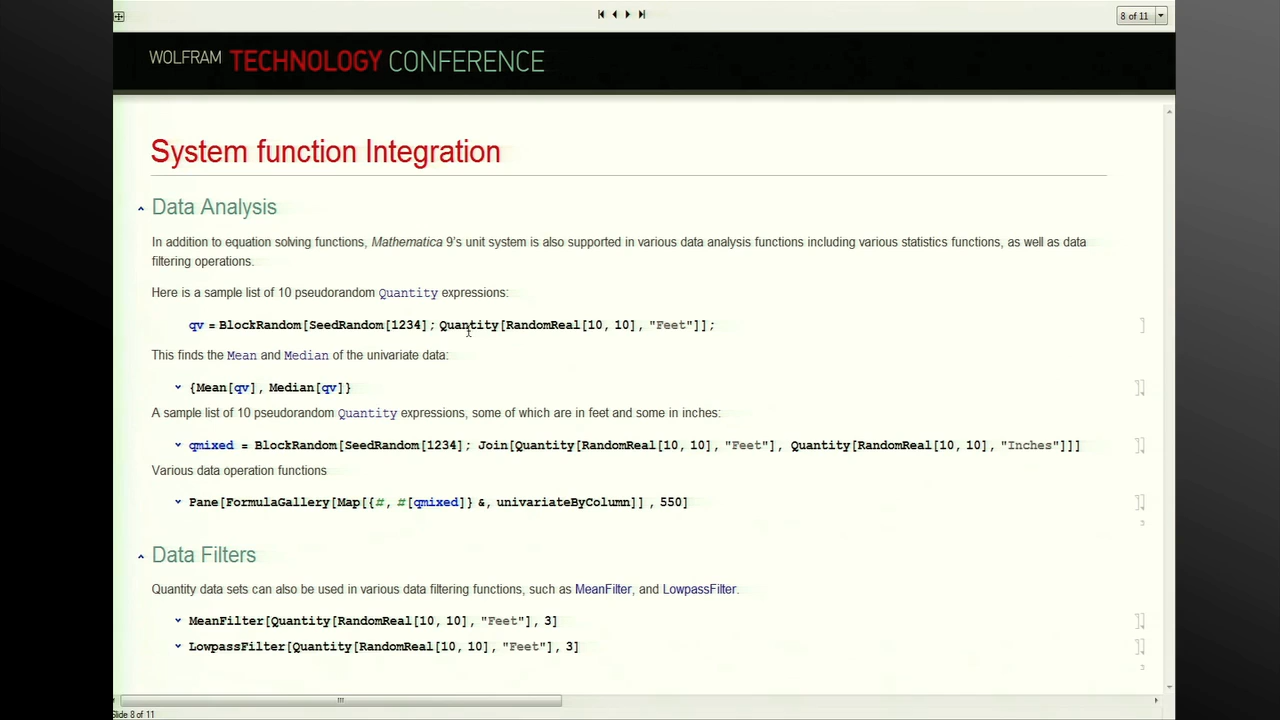 8 of 11
WOLFRAM TECHNOLOGY CONFERENCE
System function Integration
Data Analysis
In addition to equation solving functions, Mathematica 9's unit system is also supported in various data analysis functions including various statistics functions, as well as data
filtering operations.
Here is a sample list of 10 pseudorandom Quantity expressions:
qv = BlockRandom[SeedRandom[1234]; Quantity[RandomReal[10, 10], "Feet"]];
This finds the Mean and Median of the univariate data:
{Mean[qv], Median[qv]}
A sample list of 10 pseudorandom Quantity expressions, some of which are in feet and some in inches:
qmixed = BlockRandom[SeedRandom[1234]; Join[Quantity[RandomReal[10, 10], "Feet"], Quantity[RandomReal[10, 10], "Inches"]]]
Various data operation functions
Pane[FormulaGallery[Map[{#, #[qmixed]} &, univariateByColumn]] , 550]
Data Filters
Quantity data sets can also be used in various data filtering functions, such as MeanFilter, and LowpassFilter.
MeanFilter[Quantity[RandomReal[10, 10], "Feet"], 3]
LowpassFilter[Quantity[RandomReal[10, 10], "Feet"], 3]
Slide 8 of 11